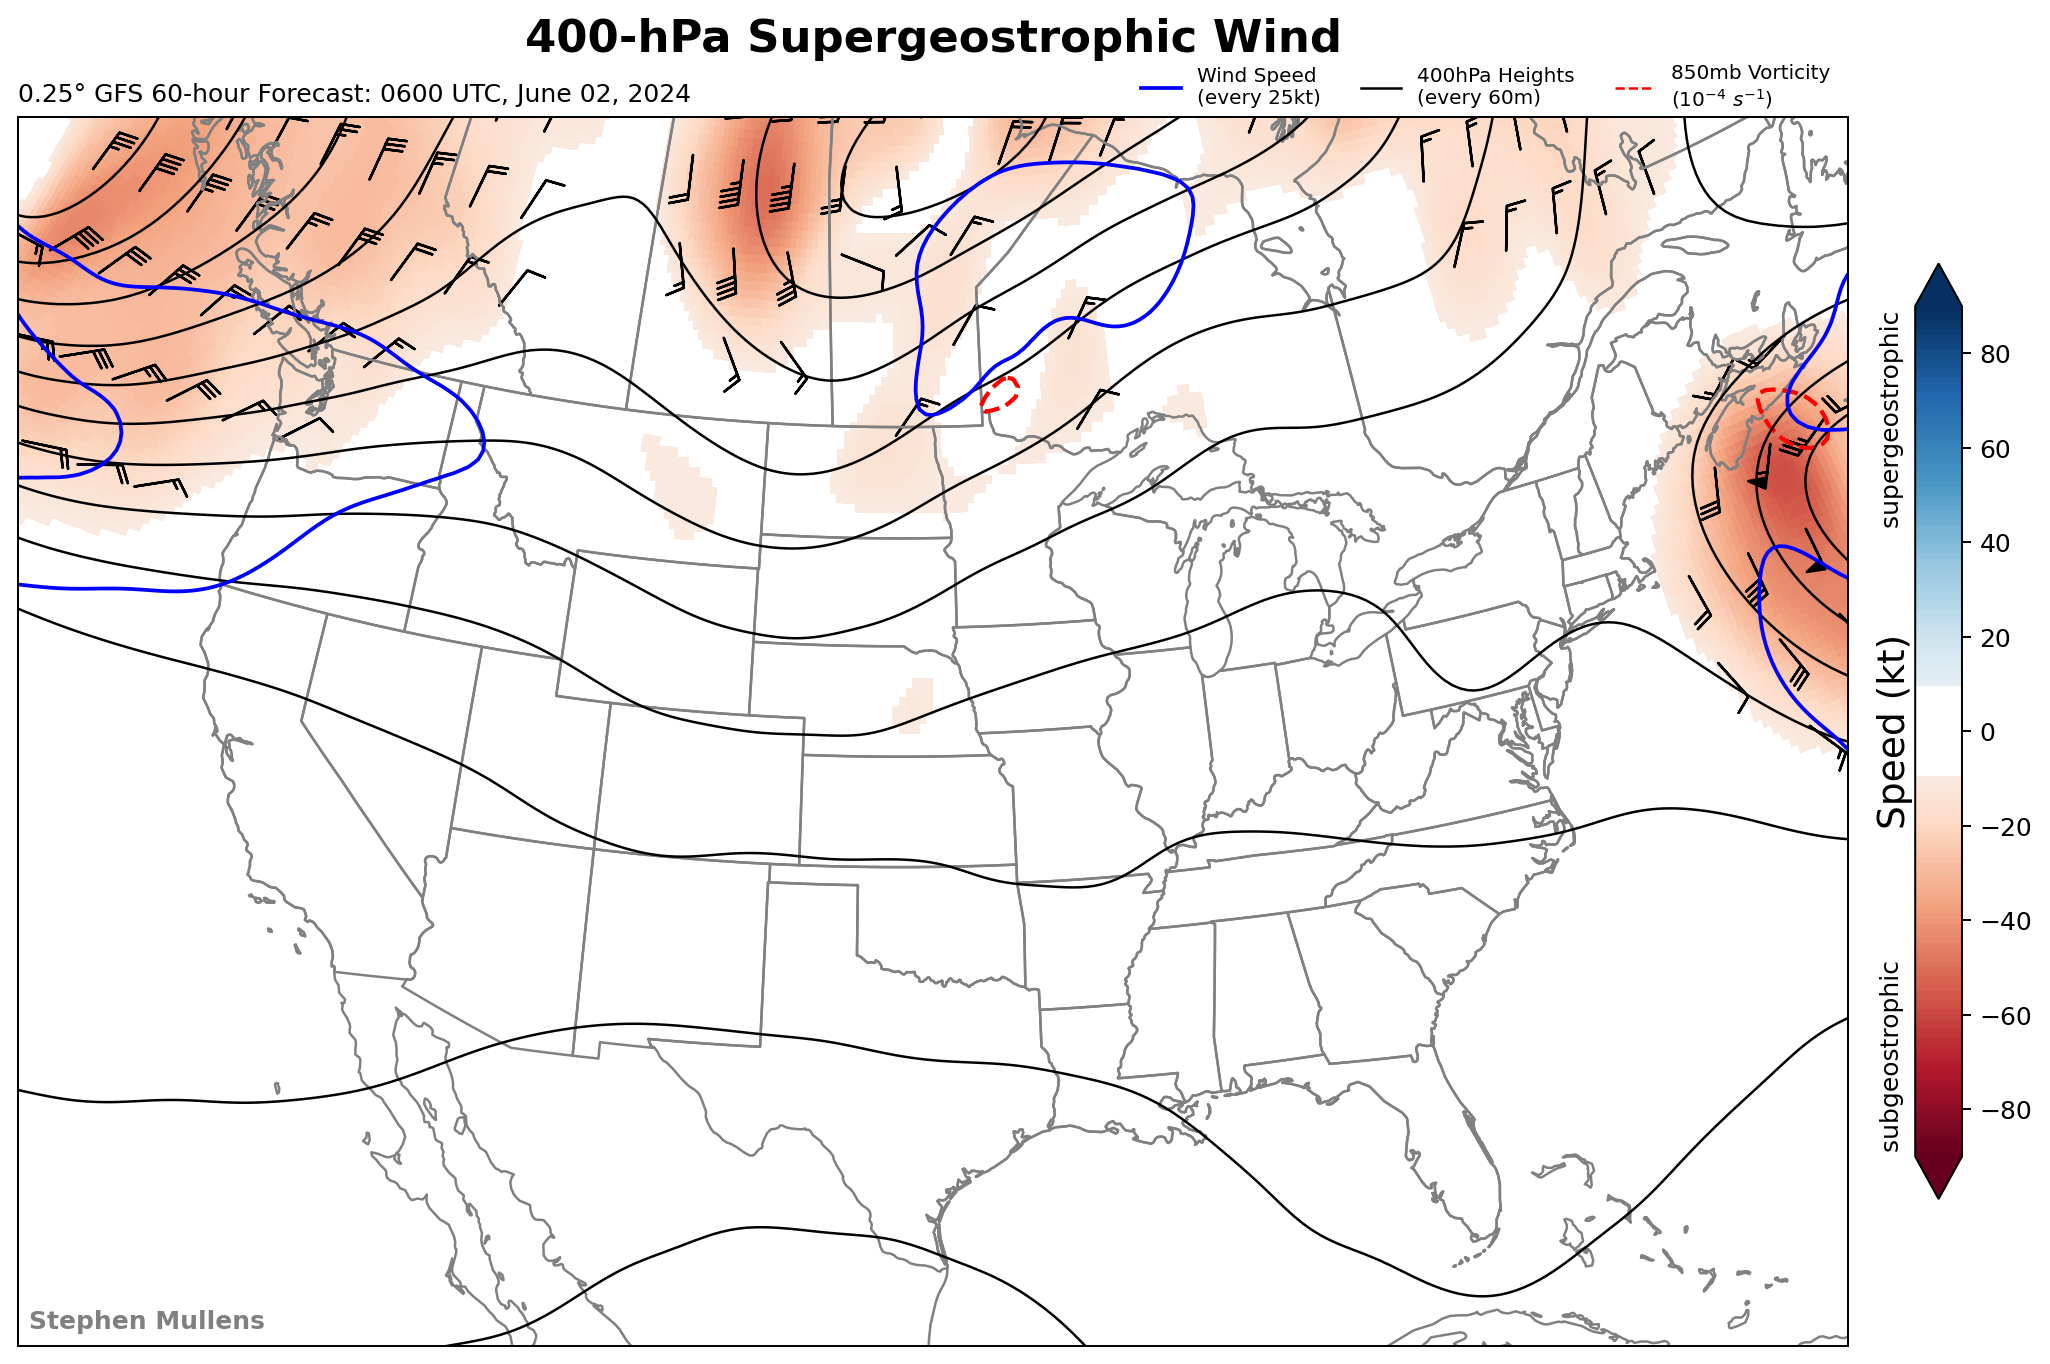 400-hPa Supergeostrophic Wind
0.25° GFS 60-hour Forecast: 0600 UTC, June 02, 2024
Wind Speed
(every 25kt)
400hPa Heights
(every 60m)
850mb Vorticity
(10⁻⁴ s⁻¹)
supergeostrophic
Speed (kt)
subgeostrophic
80
60
40
20
0
−20
−40
−60
−80
Stephen Mullens